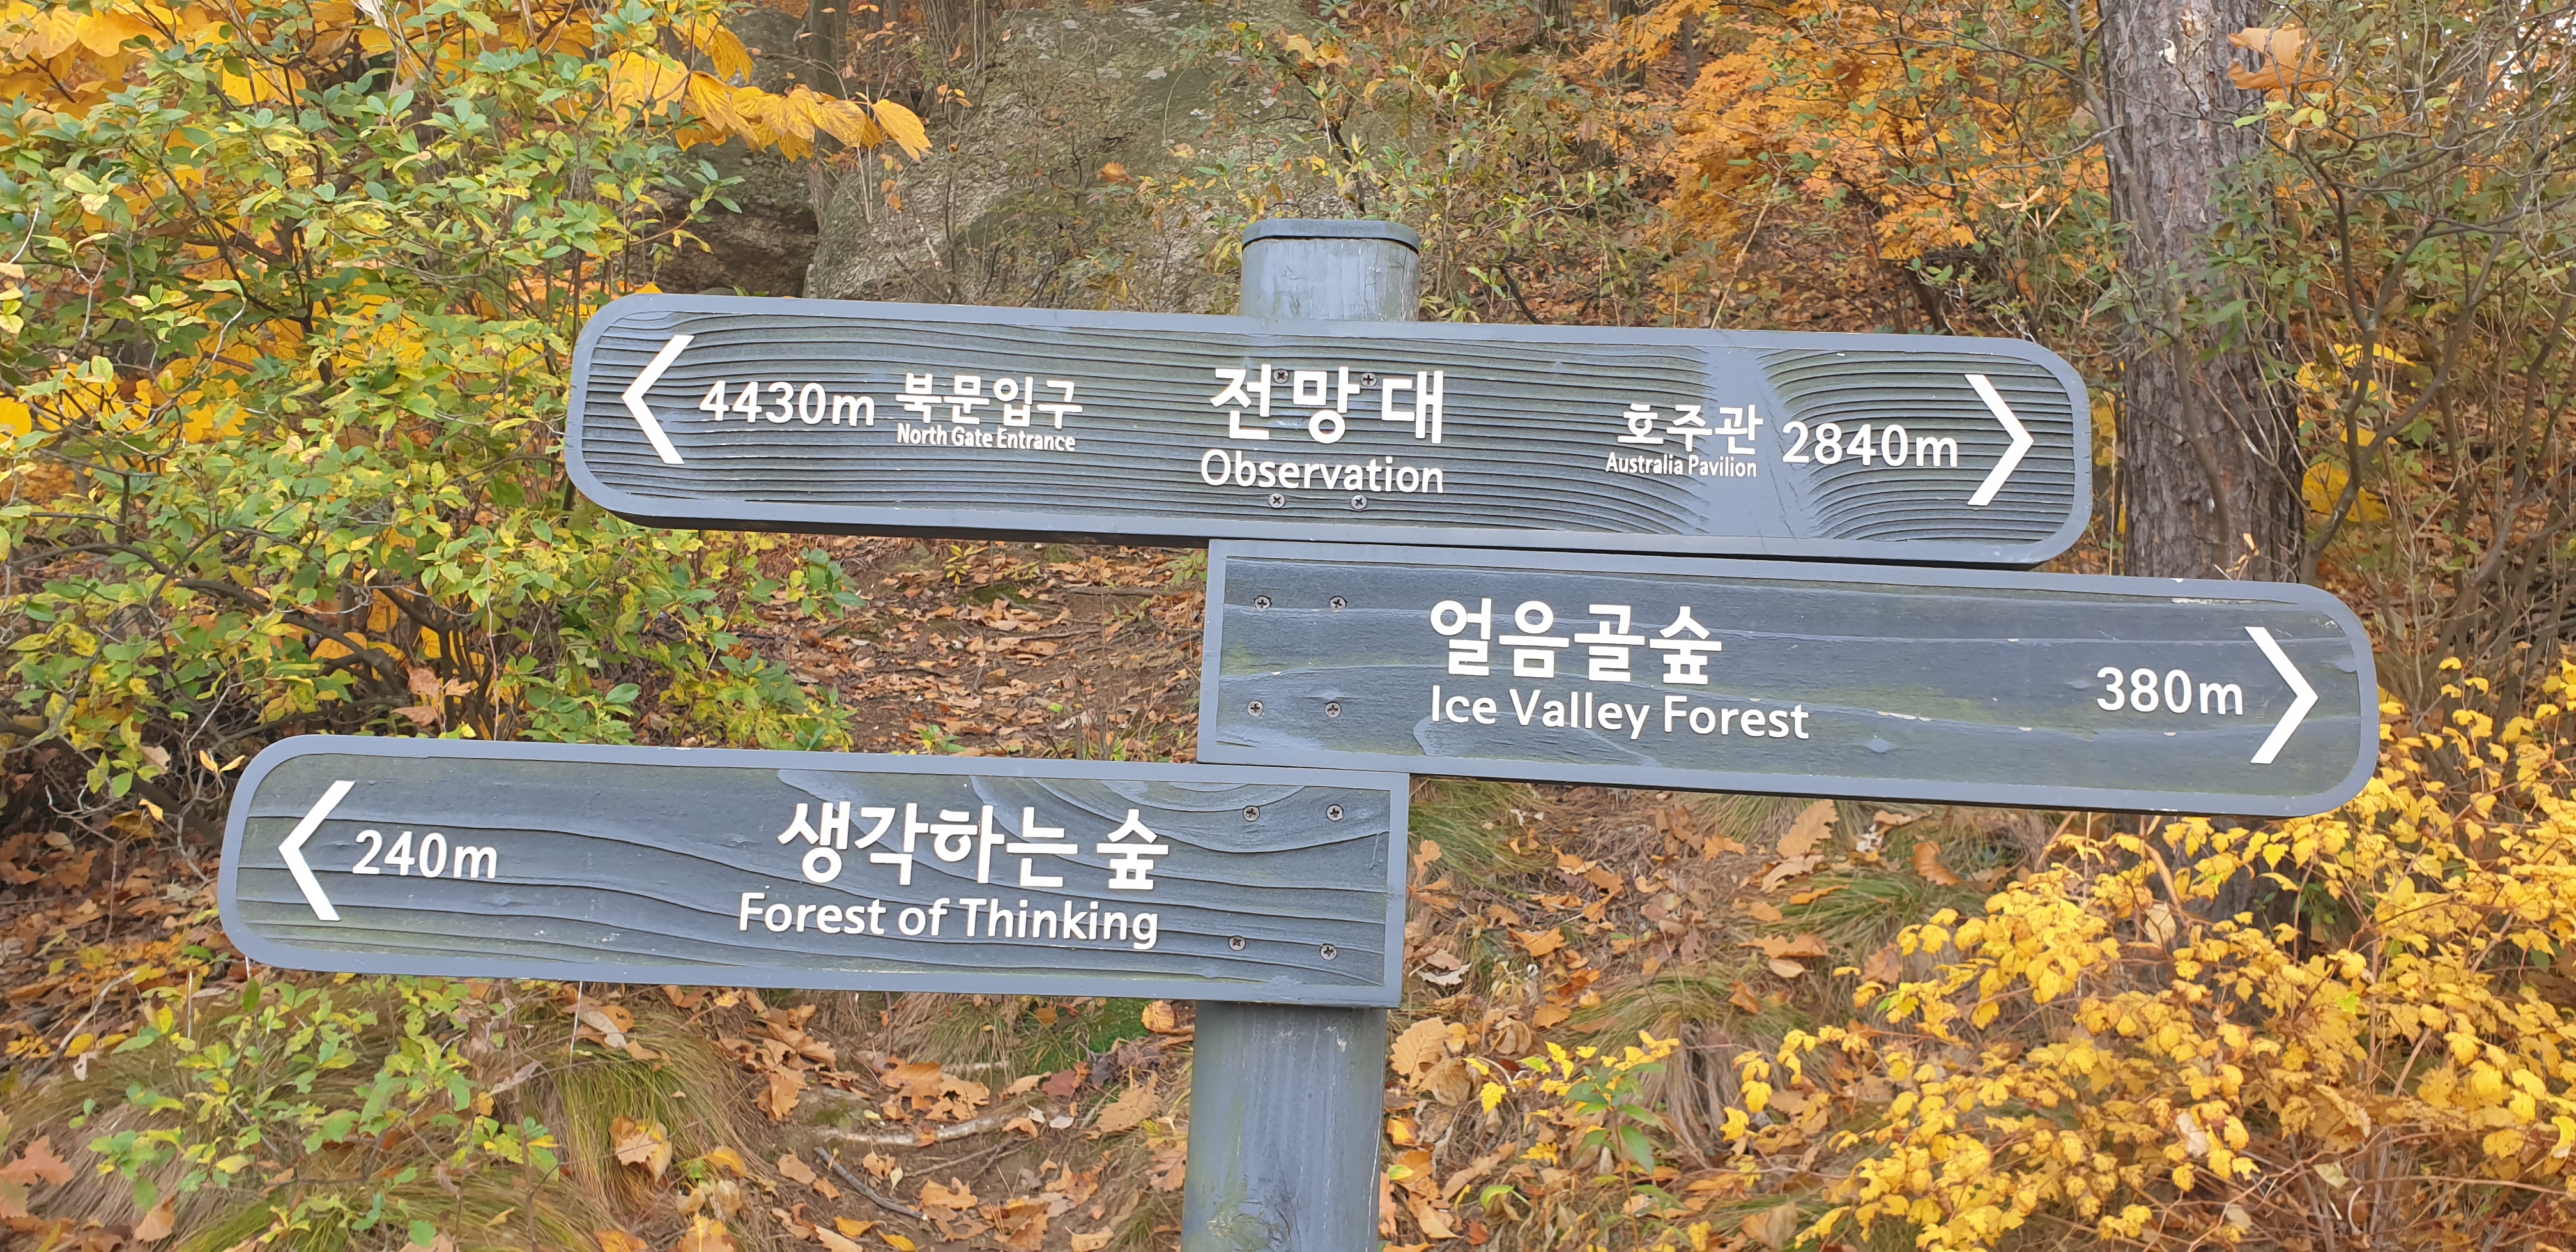 4430m 북문입구
North Gate Entrance
전망대
Observation
호주관 2840m
Australia Pavilion
얼음골숲
Ice Valley Forest
380m
240m
생각하는 숲
Forest of Thinking